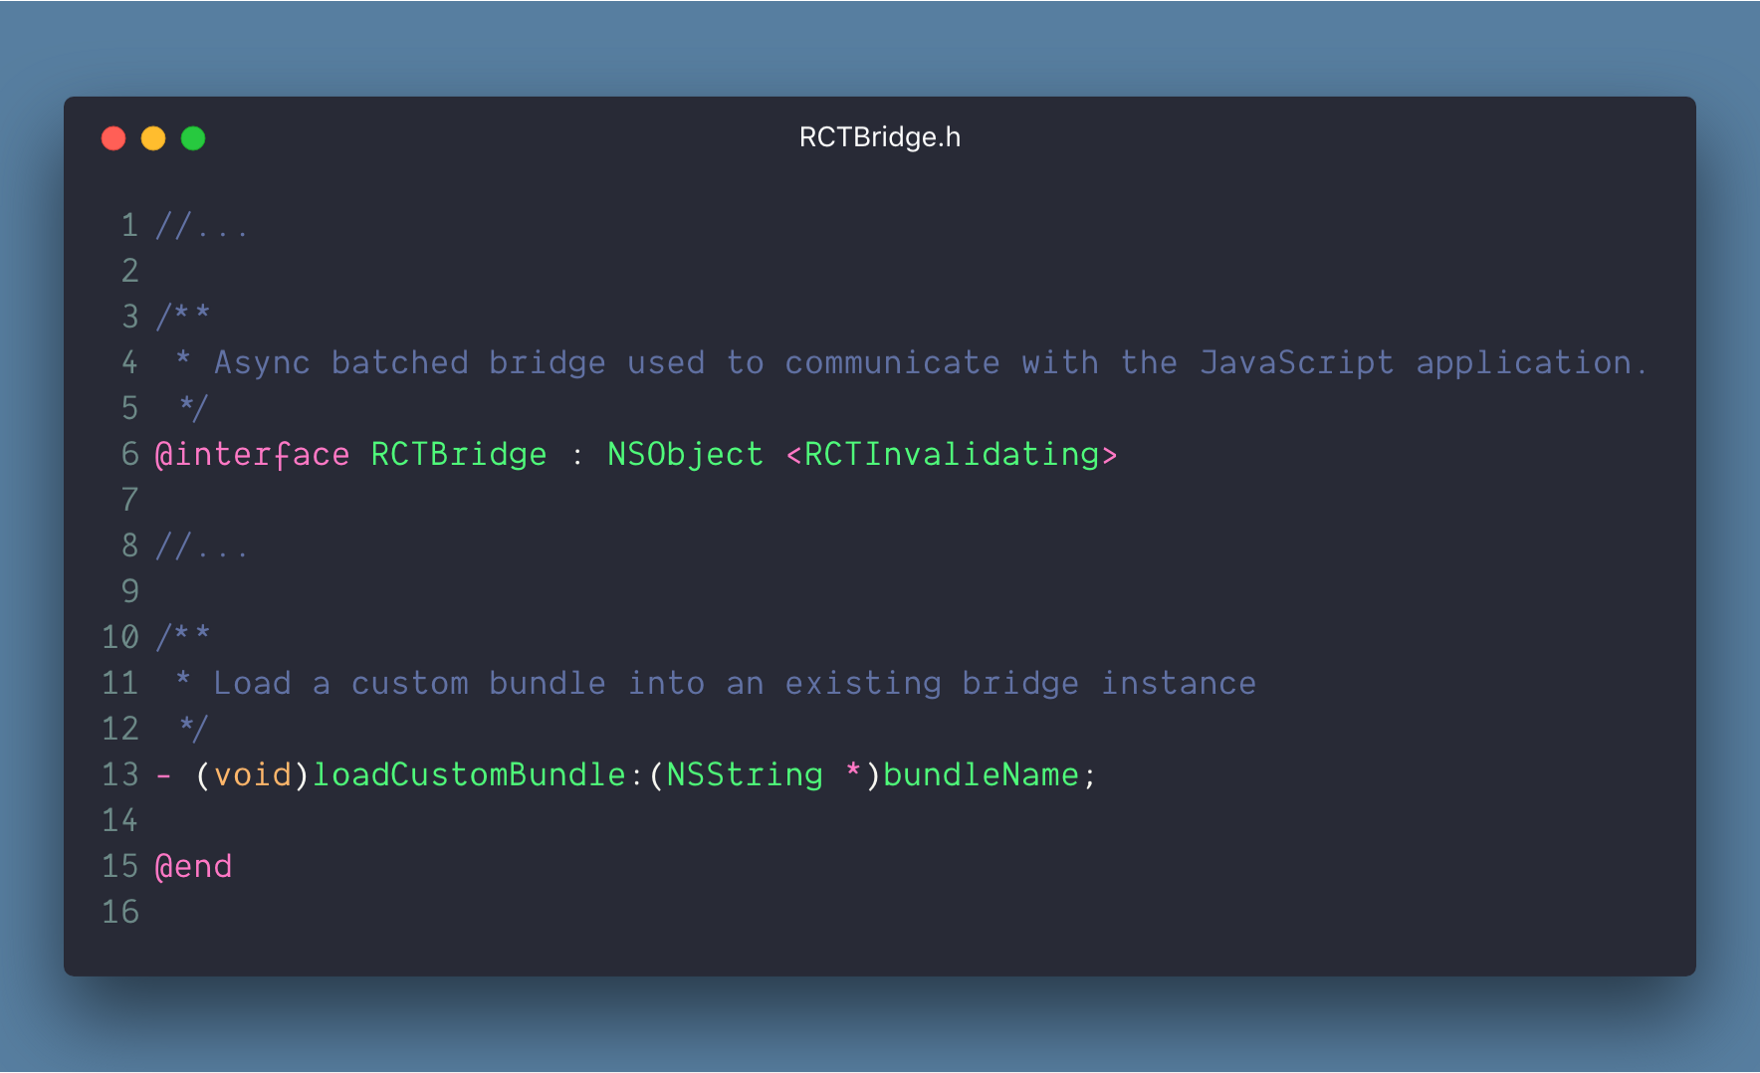 RCTBridge.h
1 //...
2
3 /**
4  * Async batched bridge used to communicate with the JavaScript application.
5  */
6 @interface RCTBridge : NSObject <RCTInvalidating>
7
8 //...
9
10 /**
11  * Load a custom bundle into an existing bridge instance
12  */
13 - (void)loadCustomBundle:(NSString *)bundleName;
14
15 @end
16